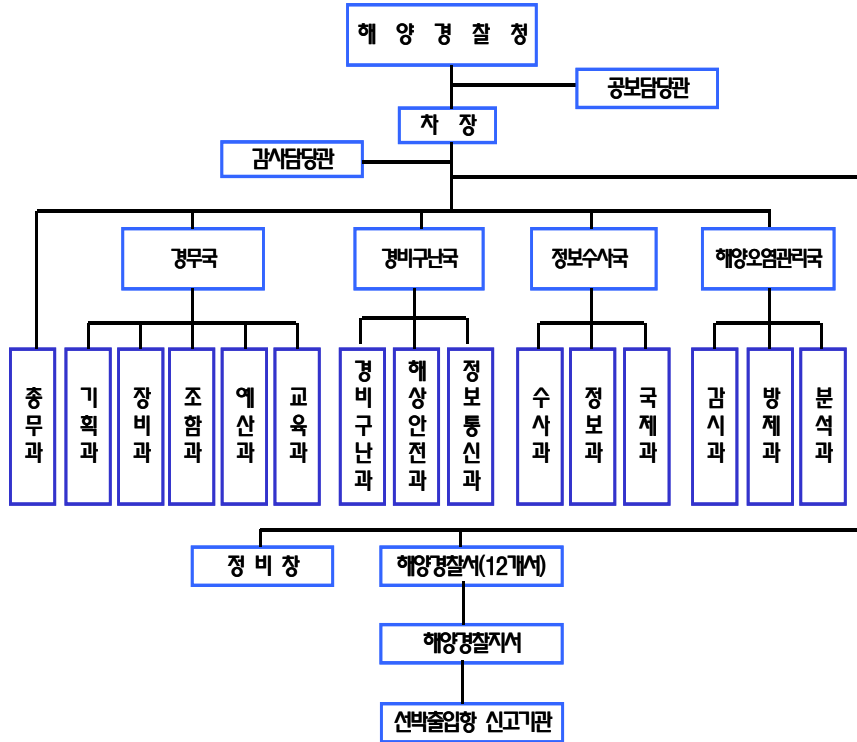 해 양 경 찰 청
공보담당관
차 장
감사담당관
경무국
경비구난국
정보수사국
해양오염관리국
총무과
기획과
장비과
조함과
예산과
교육과
경비구난과
해상안전과
정보통신과
수사과
정보과
국제과
감시과
방제과
분석과
정 비 창
해양경찰서(12개서)
해양경찰지서
선박출입항 신고기관